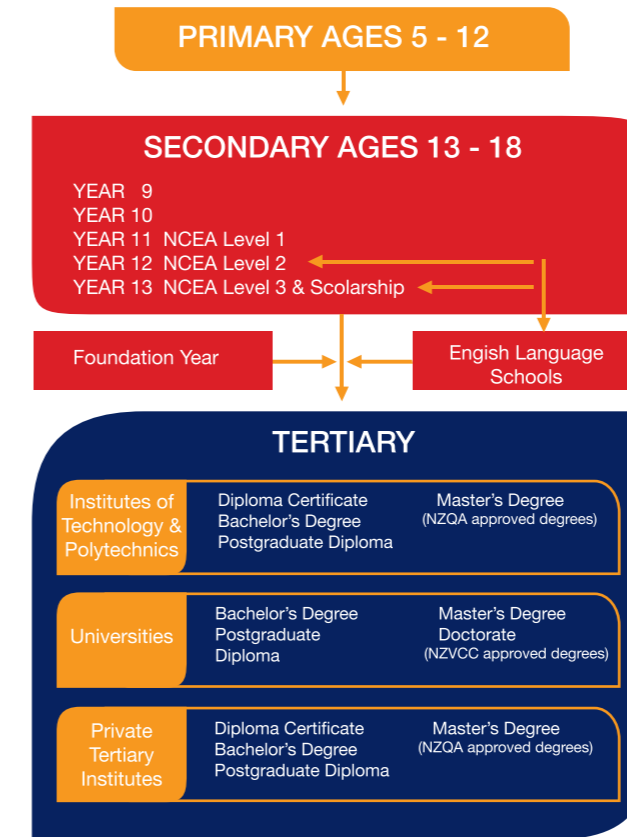 PRIMARY AGES 5 - 12
SECONDARY AGES 13 - 18
YEAR 9
YEAR 10
YEAR 11 NCEA Level 1
YEAR 12 NCEA Level 2
YEAR 13 NCEA Level 3 & Scolarship
Foundation Year
Engish Language
Schools
TERTIARY
Institutes of
Technology &
Polytechnics
Diploma Certificate
Bachelor's Degree
Postgraduate Diploma
Master's Degree
(NZQA approved degrees)
Universities
Bachelor's Degree
Postgraduate
Diploma
Master's Degree
Doctorate
(NZVCC approved degrees)
Private
Tertiary
Institutes
Diploma Certificate
Bachelor's Degree
Postgraduate Diploma
Master's Degree
(NZQA approved degrees)